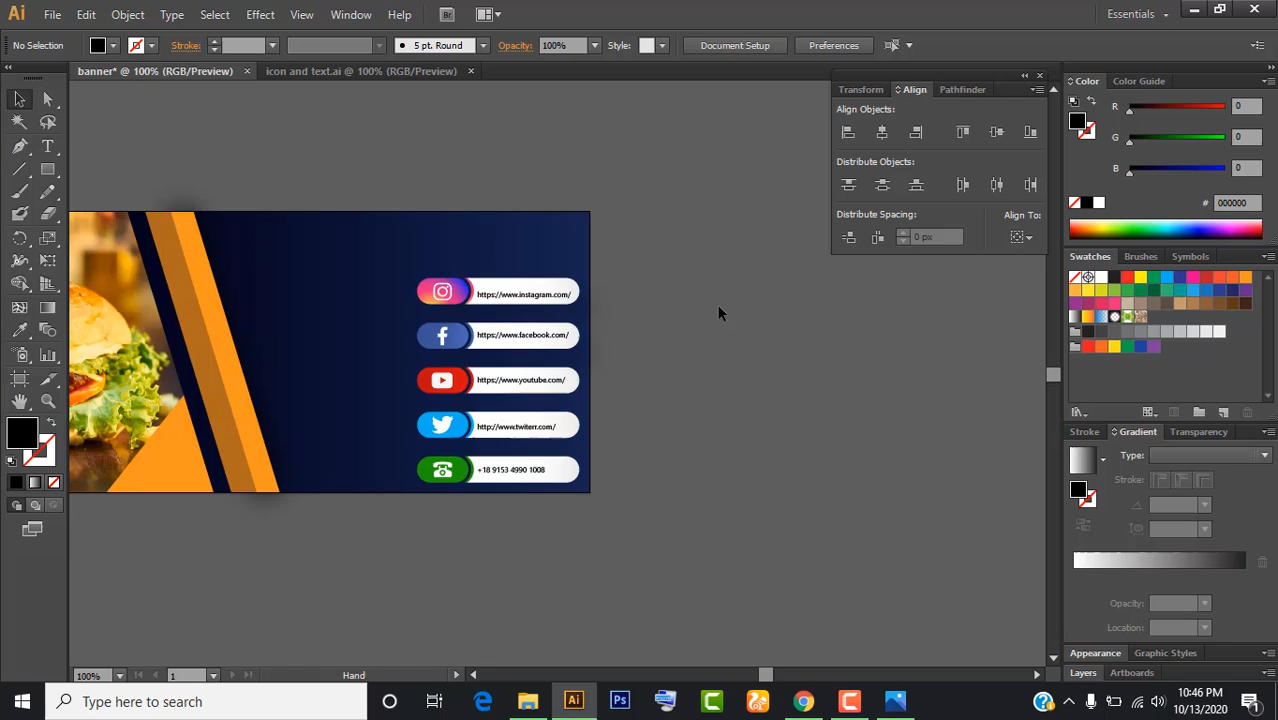 Ai File Edit Object Type Select Effect View Window Help Br Essentials
No Selection Stroke: 5 pt. Round Opacity: 100% Style: Document Setup Preferences
banner* @ 100% (RGB/Preview) × icon and text.ai @ 100% (RGB/Preview) ×
Transform Align Pathfinder
Align Objects:
Distribute Objects:
Distribute Spacing: Align To:
0 px
Color Color Guide
R 0
G 0
B 0
# 000000
Swatches Brushes Symbols
Stroke Gradient Transparency
Type:
Stroke:
Opacity:
Location:
Appearance Graphic Styles
Layers Artboards
https://www.instagram.com/
https://www.facebook.com/
https://www.youtube.com/
http://www.twiterr.com/
+18 9153 4990 1008
100% 1 Hand
Type here to search
Ai Ps
10:46 PM
10/13/2020